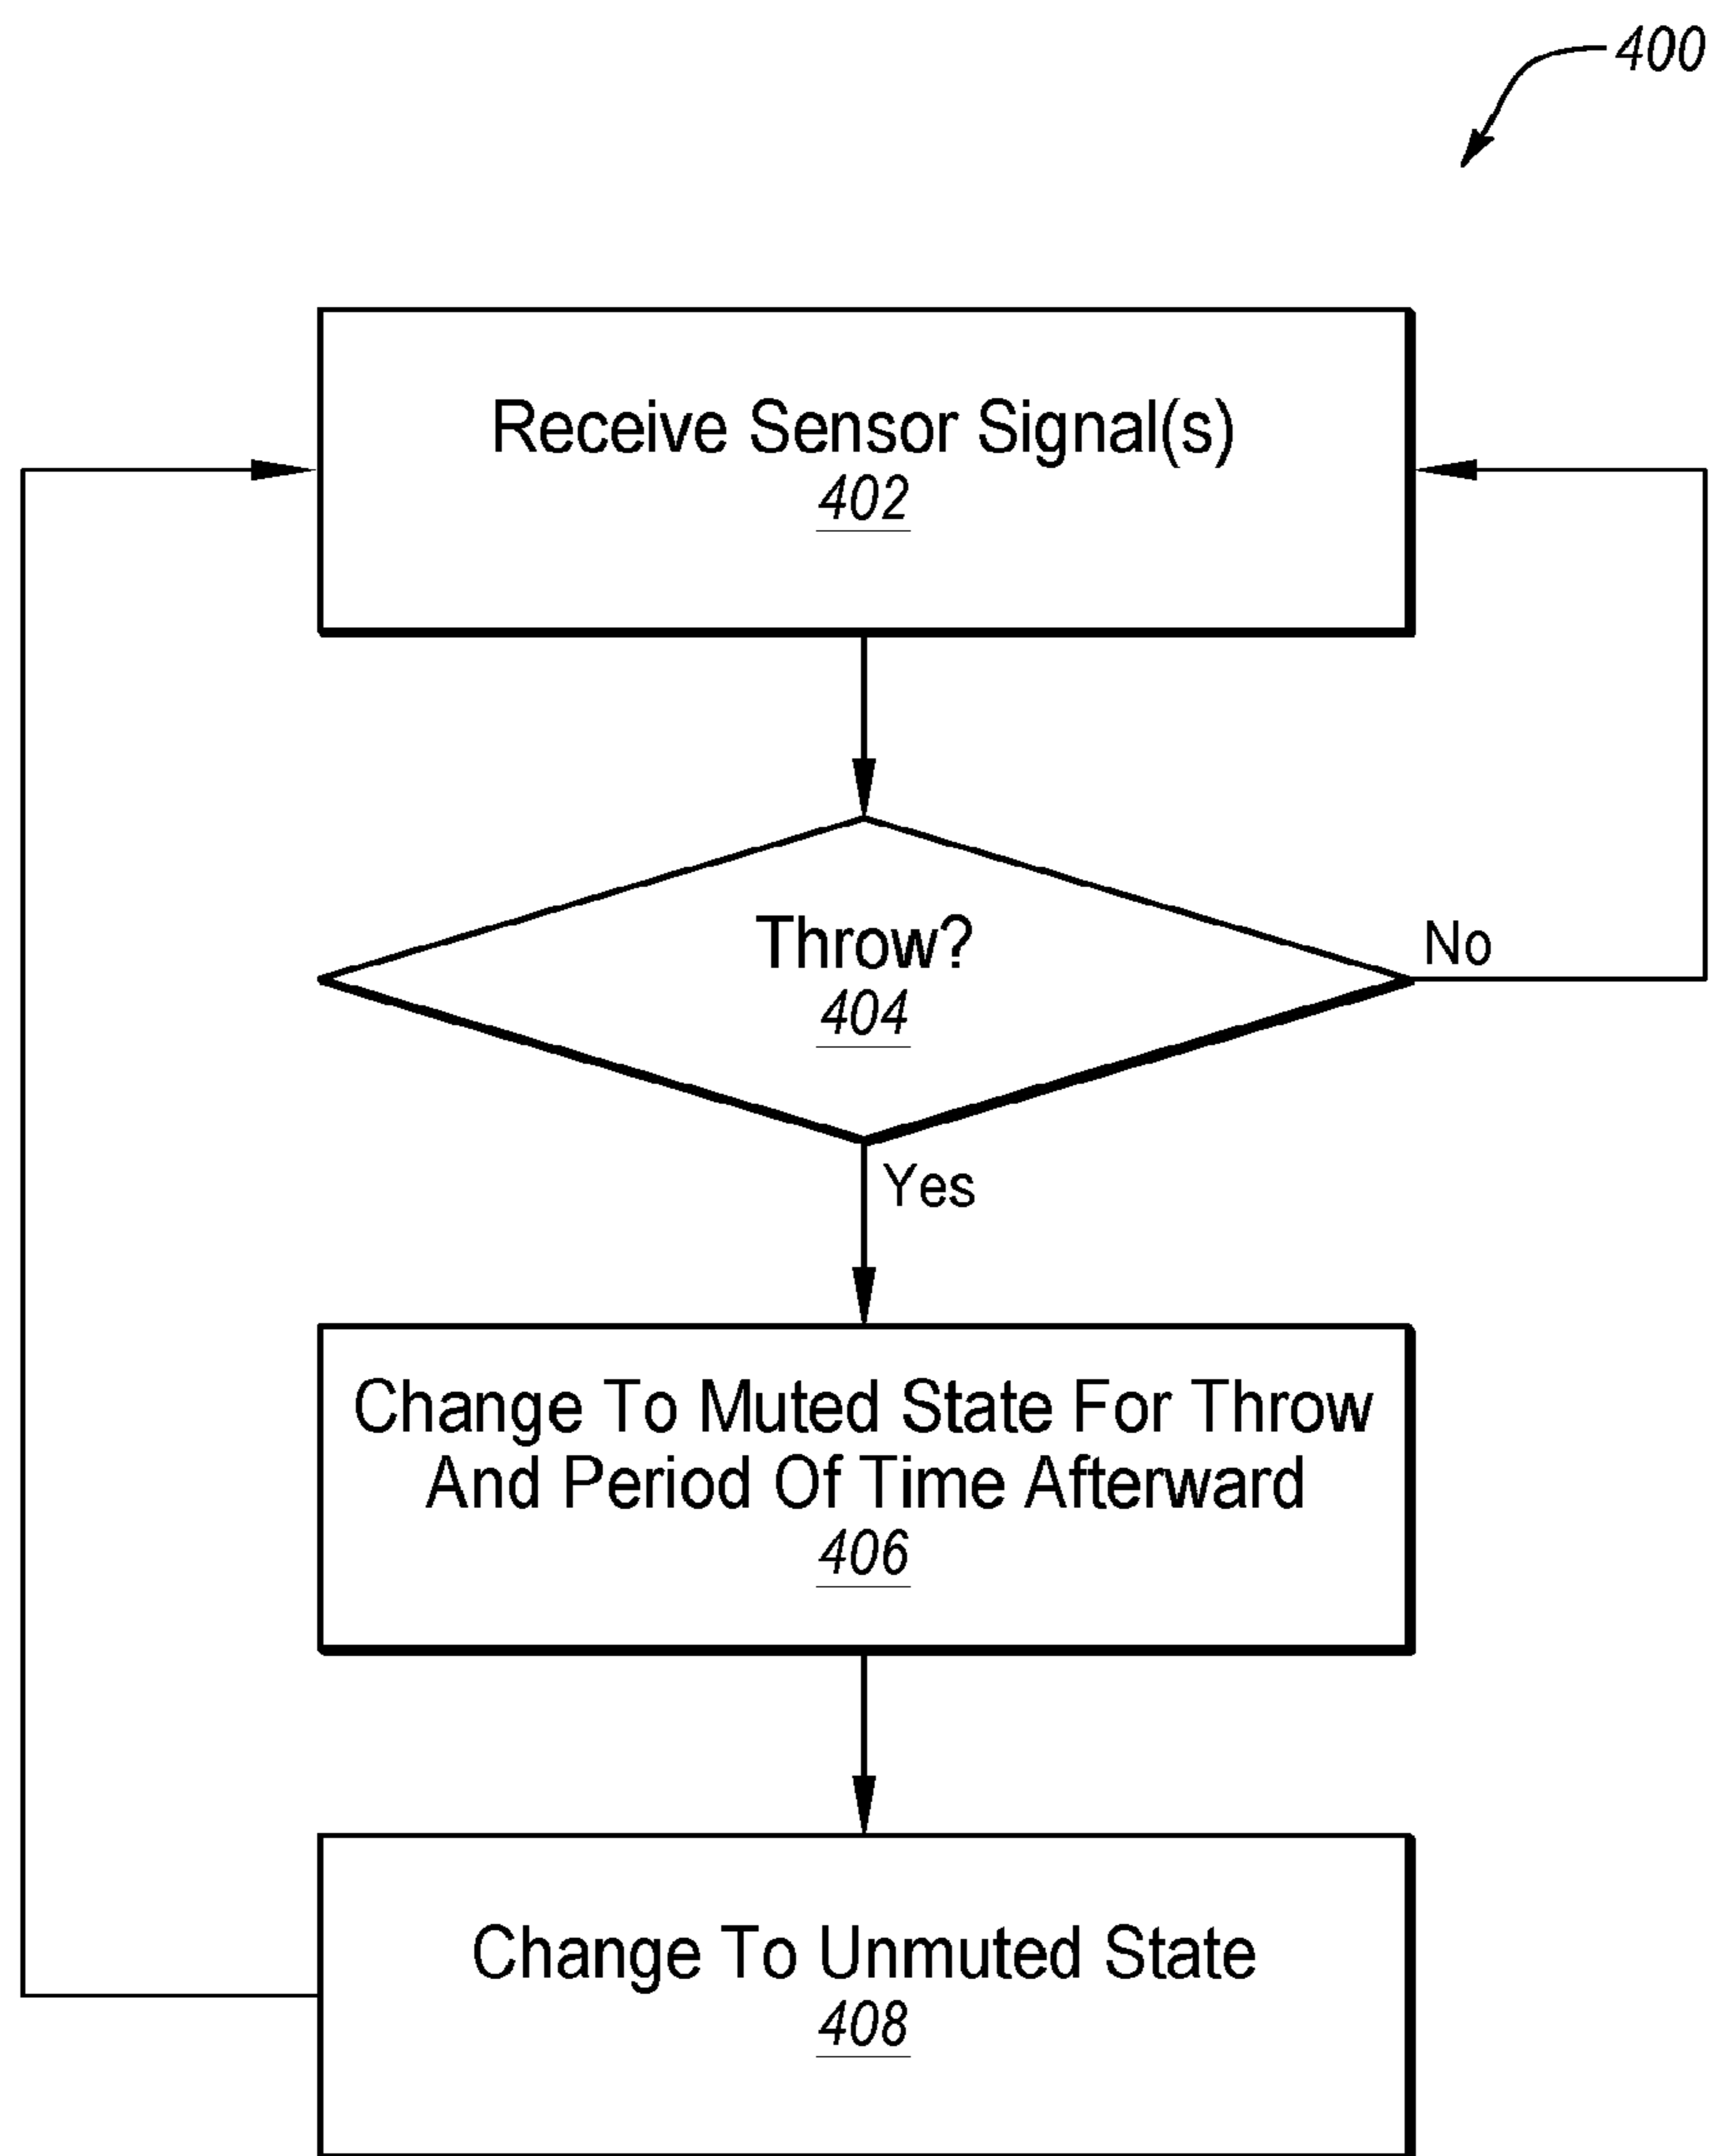 400
Receive Sensor Signal(s)
402
Throw?
404
No
Yes
Change To Muted State For Throw
And Period Of Time Afterward
406
Change To Unmuted State
408